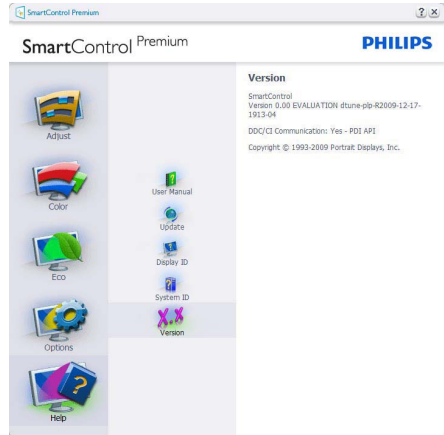 SmartControl Premium
? X
SmartControl Premium
PHILIPS
Adjust
Color
Eco
Options
Help
User Manual
Update
Display ID
System ID
X.X
Version
Version
SmartControl
Version 0.00 EVALUATION dtune-plp-R2009-12-17-
1913-04
DDC/CI Communication: Yes - PDI API
Copyright © 1993-2009 Portrait Displays, Inc.